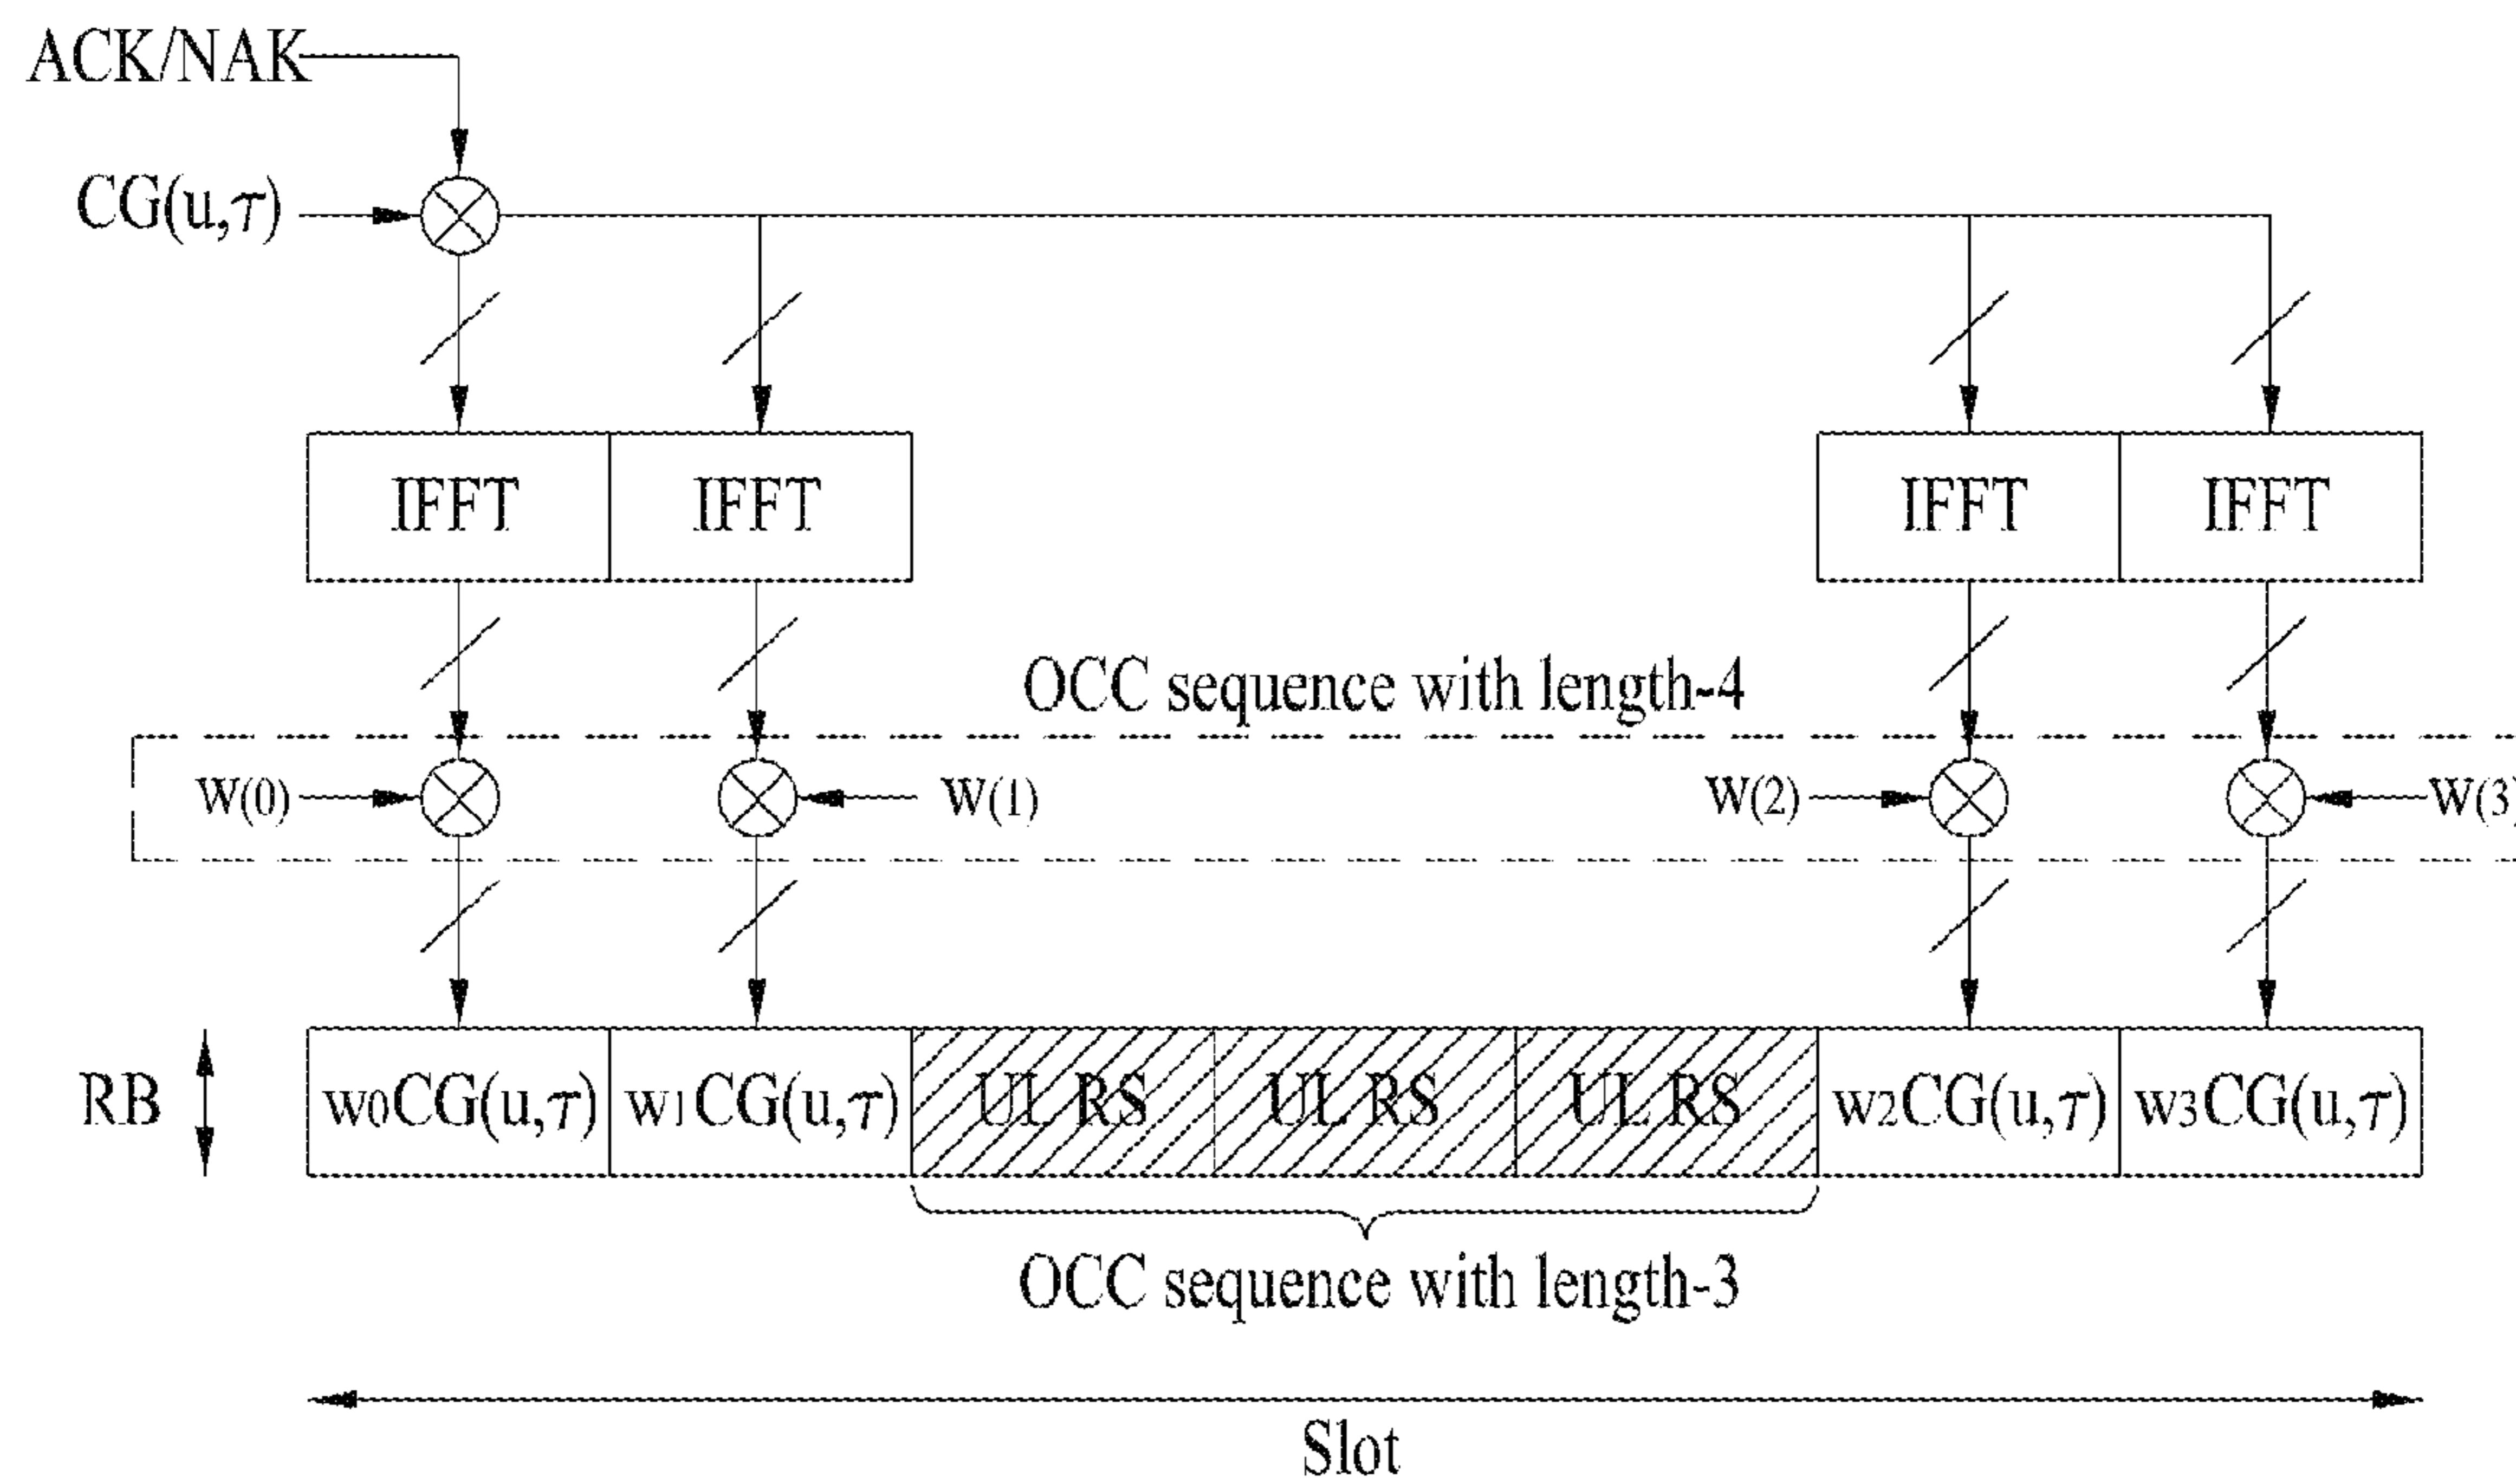 ACK/NAK
CG(u,τ)
IFFT IFFT IFFT IFFT
OCC sequence with length-4
W(0) W(1) W(2) W(3)
RB w0CG(u,τ) w1CG(u,τ) UL RS UL RS UL RS w2CG(u,τ) w3CG(u,τ)
OCC sequence with length-3
Slot